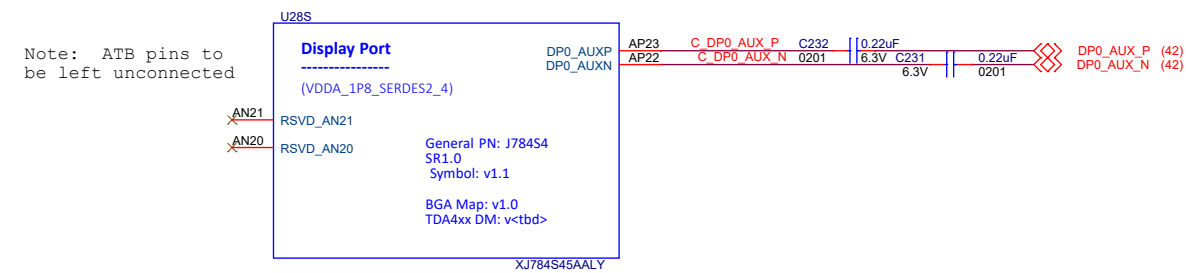 U28S
Note: ATB pins to
be left unconnected
Display Port
----------------
(VDDA_1P8_SERDES2_4)
DP0_AUXP
DP0_AUXN
AP23
AP22
C_DP0_AUX_P
C_DP0_AUX_N
C232
0201
0.22uF
6.3V
C231
6.3V
0.22uF
0201
DP0_AUX_P (42)
DP0_AUX_N (42)
AN21
RSVD_AN21
AN20
RSVD_AN20
General PN: J784S4
SR1.0
Symbol: v1.1
BGA Map: v1.0
TDA4xx DM: v<tbd>
XJ784S45AALY